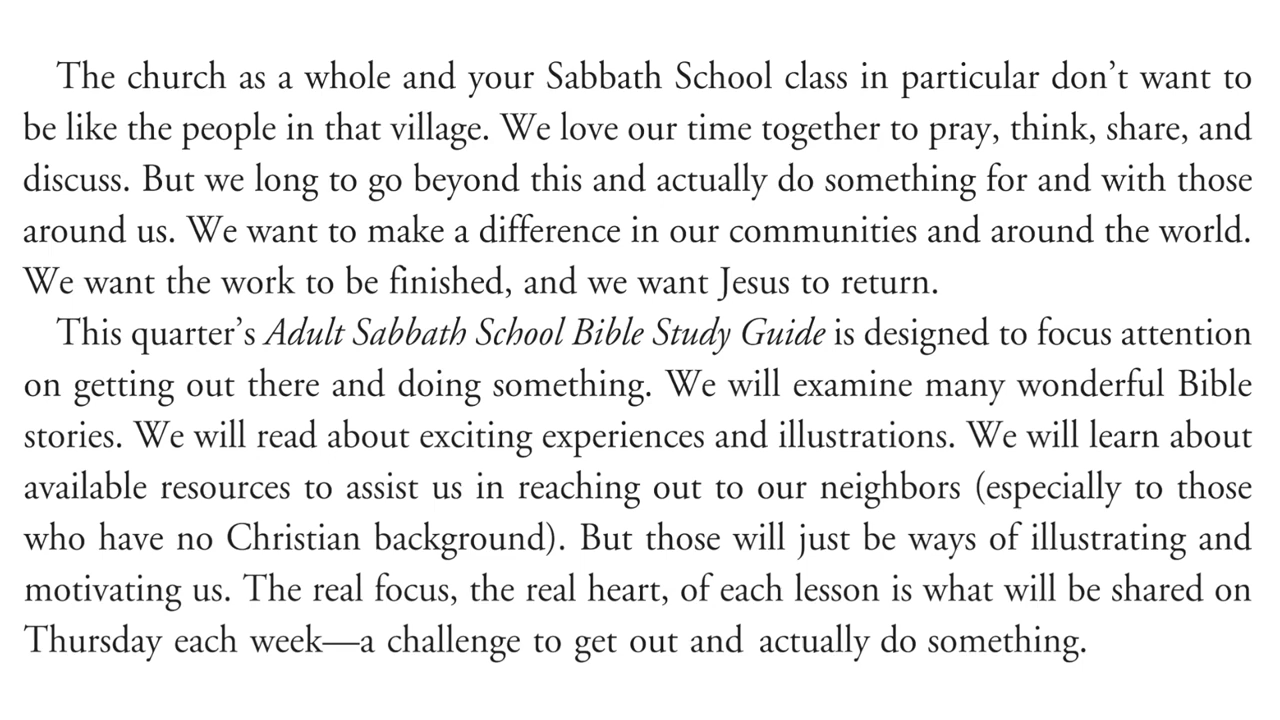 The church as a whole and your Sabbath School class in particular don’t want to
be like the people in that village. We love our time together to pray, think, share, and
discuss. But we long to go beyond this and actually do something for and with those
around us. We want to make a difference in our communities and around the world.
We want the work to be finished, and we want Jesus to return.
This quarter’s Adult Sabbath School Bible Study Guide is designed to focus attention
on getting out there and doing something. We will examine many wonderful Bible
stories. We will read about exciting experiences and illustrations. We will learn about
available resources to assist us in reaching out to our neighbors (especially to those
who have no Christian background). But those will just be ways of illustrating and
motivating us. The real focus, the real heart, of each lesson is what will be shared on
Thursday each week—a challenge to get out and actually do something.